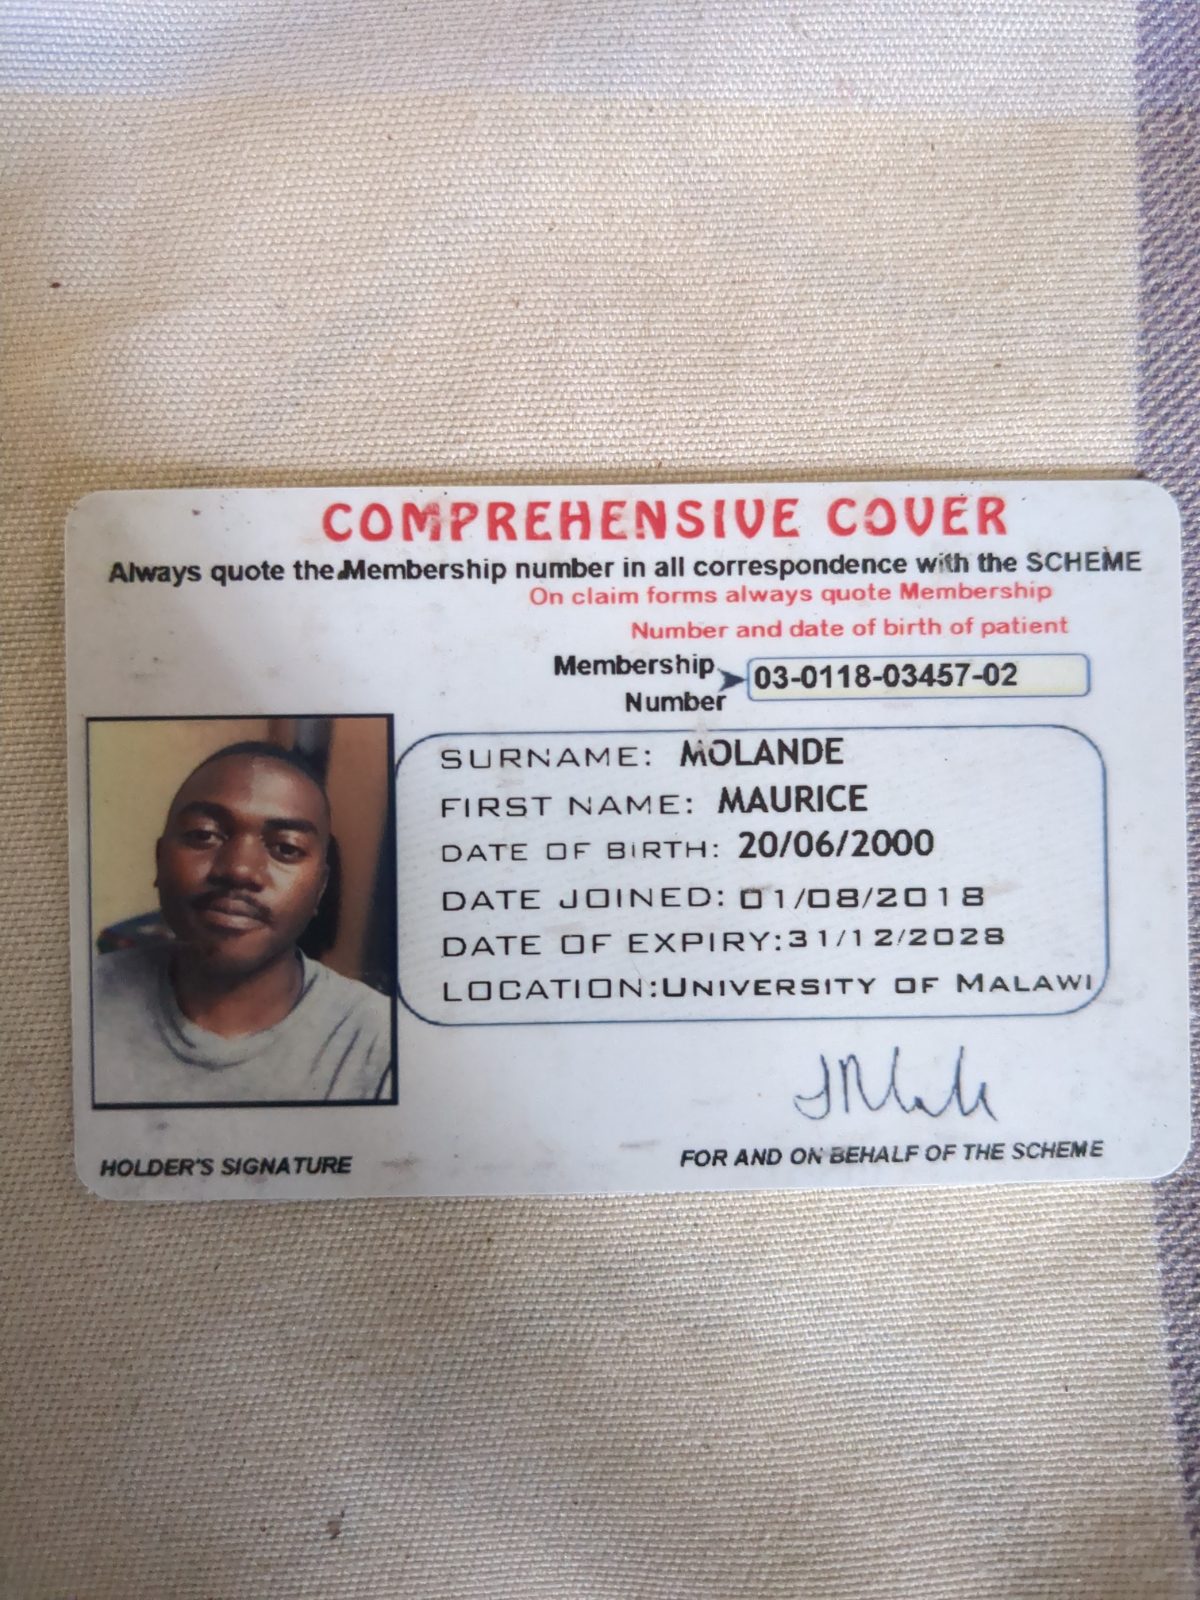 COMPREHENSIVE COVER
Always quote the Membership number in all correspondence with the SCHEME
On claim forms always quote Membership
Number and date of birth of patient
Membership
Number
03-0118-03457-02
SURNAME: MOLANDE
FIRST NAME: MAURICE
DATE OF BIRTH: 20/06/2000
DATE JOINED: 01/08/2018
DATE OF EXPIRY:31/12/2028
LOCATION:UNIVERSITY OF MALAWI
HOLDER'S SIGNATURE
FOR AND ON BEHALF OF THE SCHEME